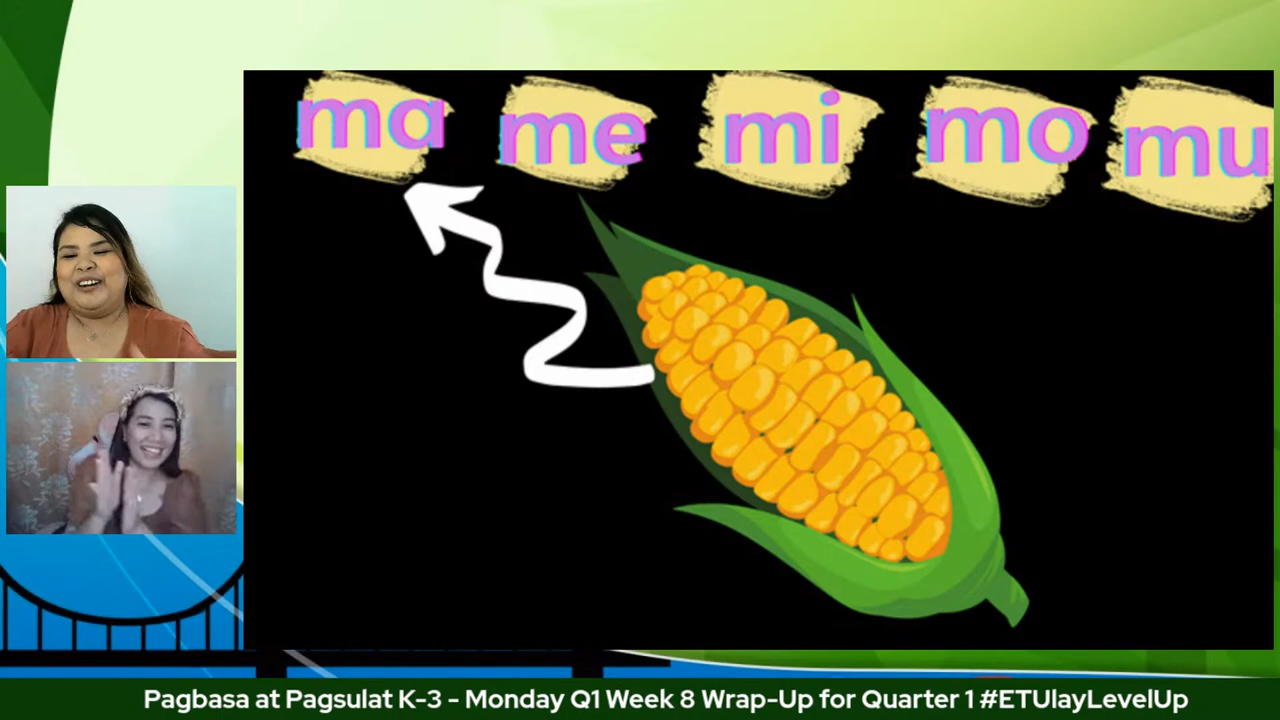 ma me mi mo mu
Pagbasa at Pagsulat K-3 - Monday Q1 Week 8 Wrap-Up for Quarter 1 #ETUlayLevelUp